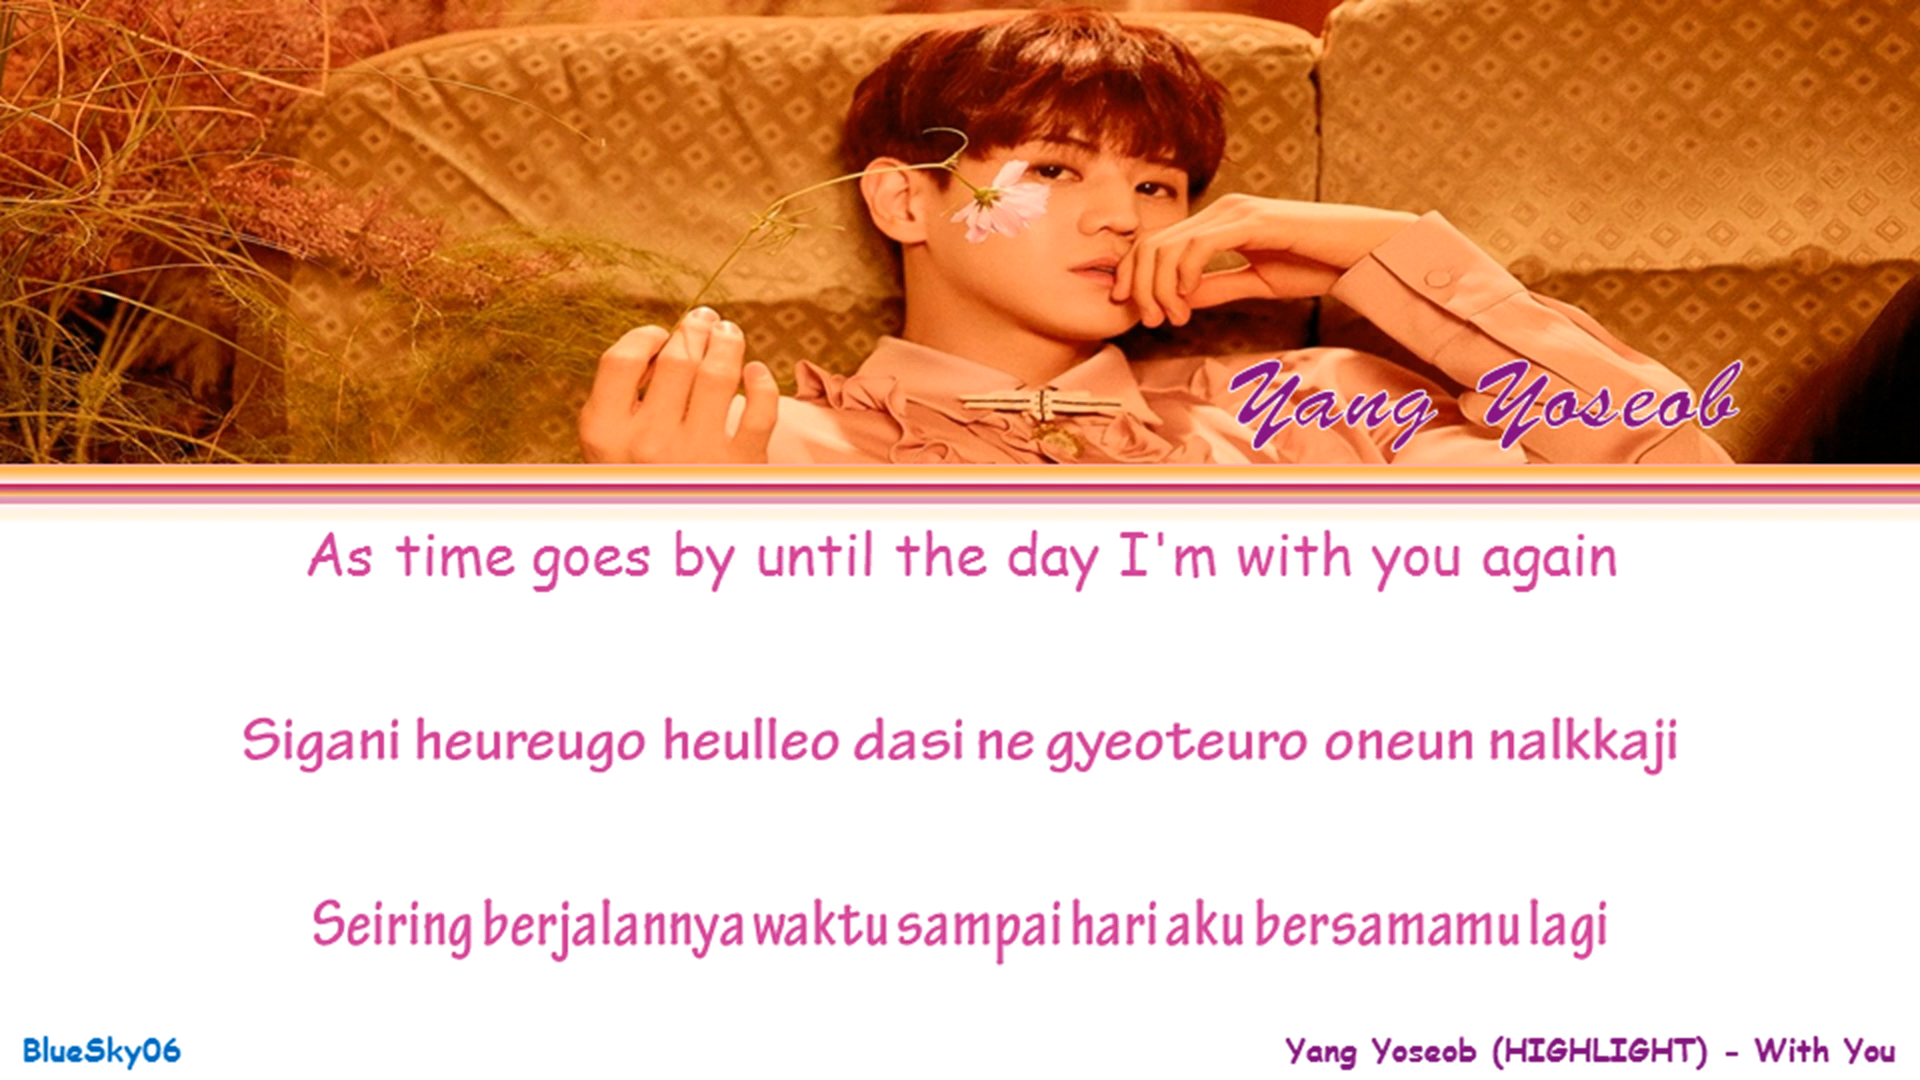 Yang Yoseob
As time goes by until the day I'm with you again
Sigani heureugo heulleo dasi ne gyeoteuro oneun nalkkaji
Seiring berjalannya waktu sampai hari aku bersamamu lagi
BlueSky06
Yang Yoseob (HIGHLIGHT) - With You